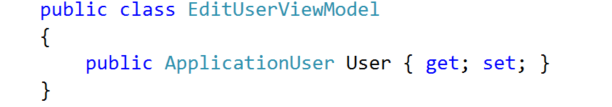 public class EditUserViewModel
{
    public ApplicationUser User { get; set; }
}